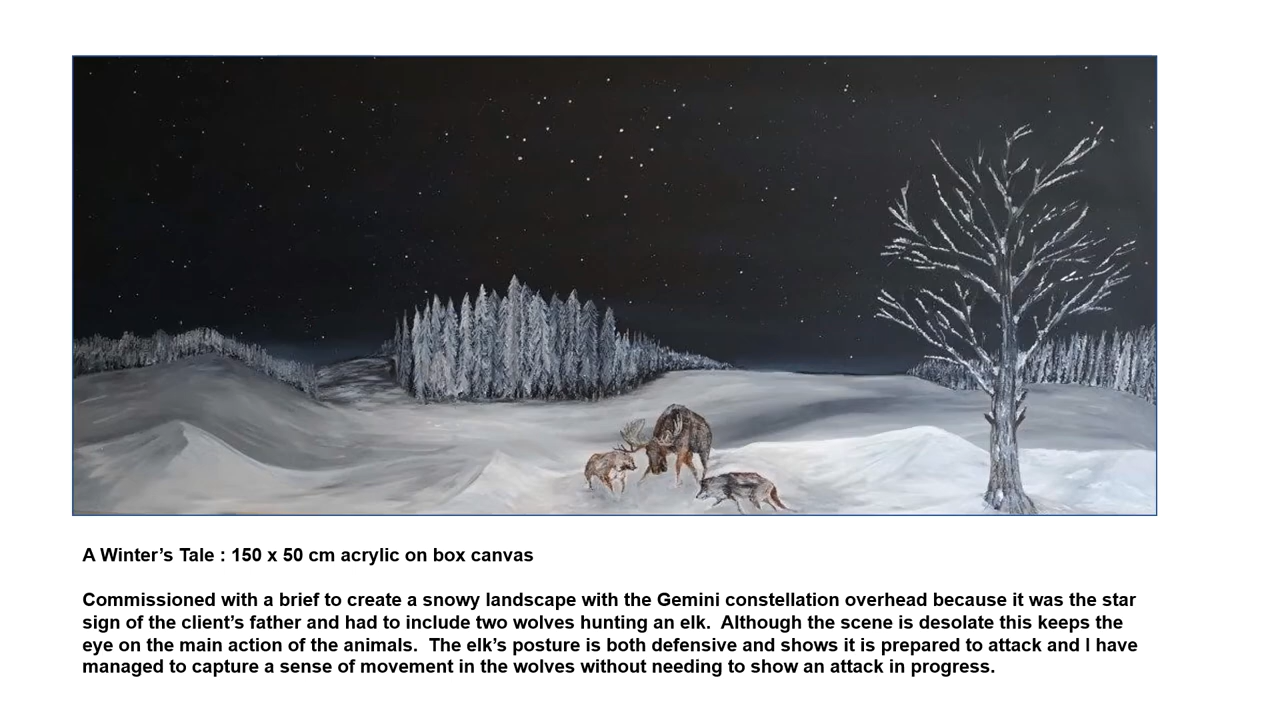 A Winter’s Tale : 150 x 50 cm acrylic on box canvas
Commissioned with a brief to create a snowy landscape with the Gemini constellation overhead because it was the star
sign of the client’s father and had to include two wolves hunting an elk.  Although the scene is desolate this keeps the
eye on the main action of the animals.  The elk’s posture is both defensive and shows it is prepared to attack and I have
managed to capture a sense of movement in the wolves without needing to show an attack in progress.